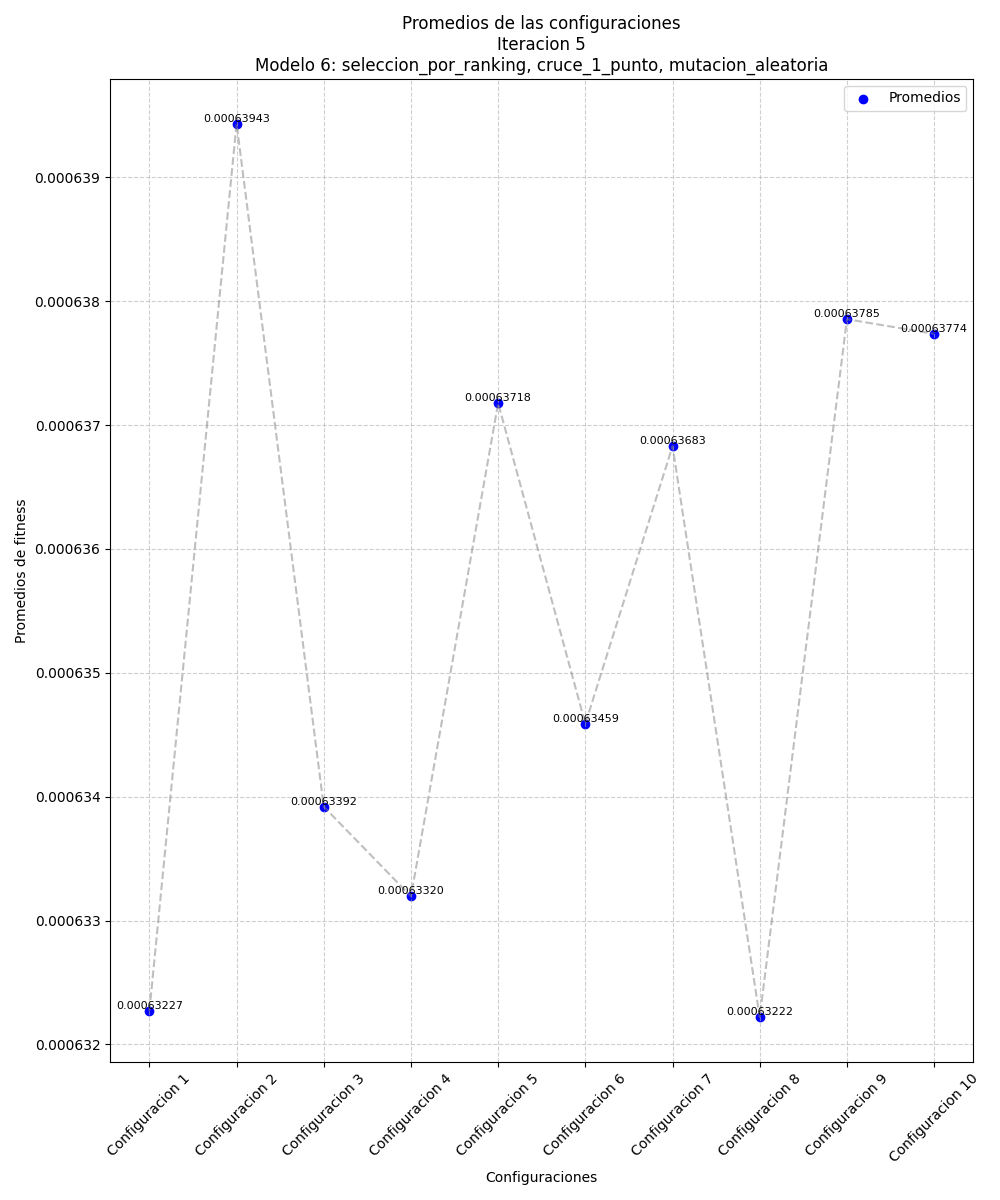 Promedios de las configuraciones
Iteracion 5
Modelo 6: seleccion_por_ranking, cruce_1_punto, mutacion_aleatoria
Promedios
0.00063943
0.000639
0.000638
0.00063785
0.00063774
0.00063718
0.000637
0.00063683
0.000636
Promedios de fitness
0.000635
0.00063459
0.000634
0.00063392
0.00063320
0.000633
0.00063227
0.00063222
0.000632
Configuracion 1
Configuracion 2
Configuracion 3
Configuracion 4
Configuracion 5
Configuracion 6
Configuracion 7
Configuracion 8
Configuracion 9
Configuracion 10
Configuraciones